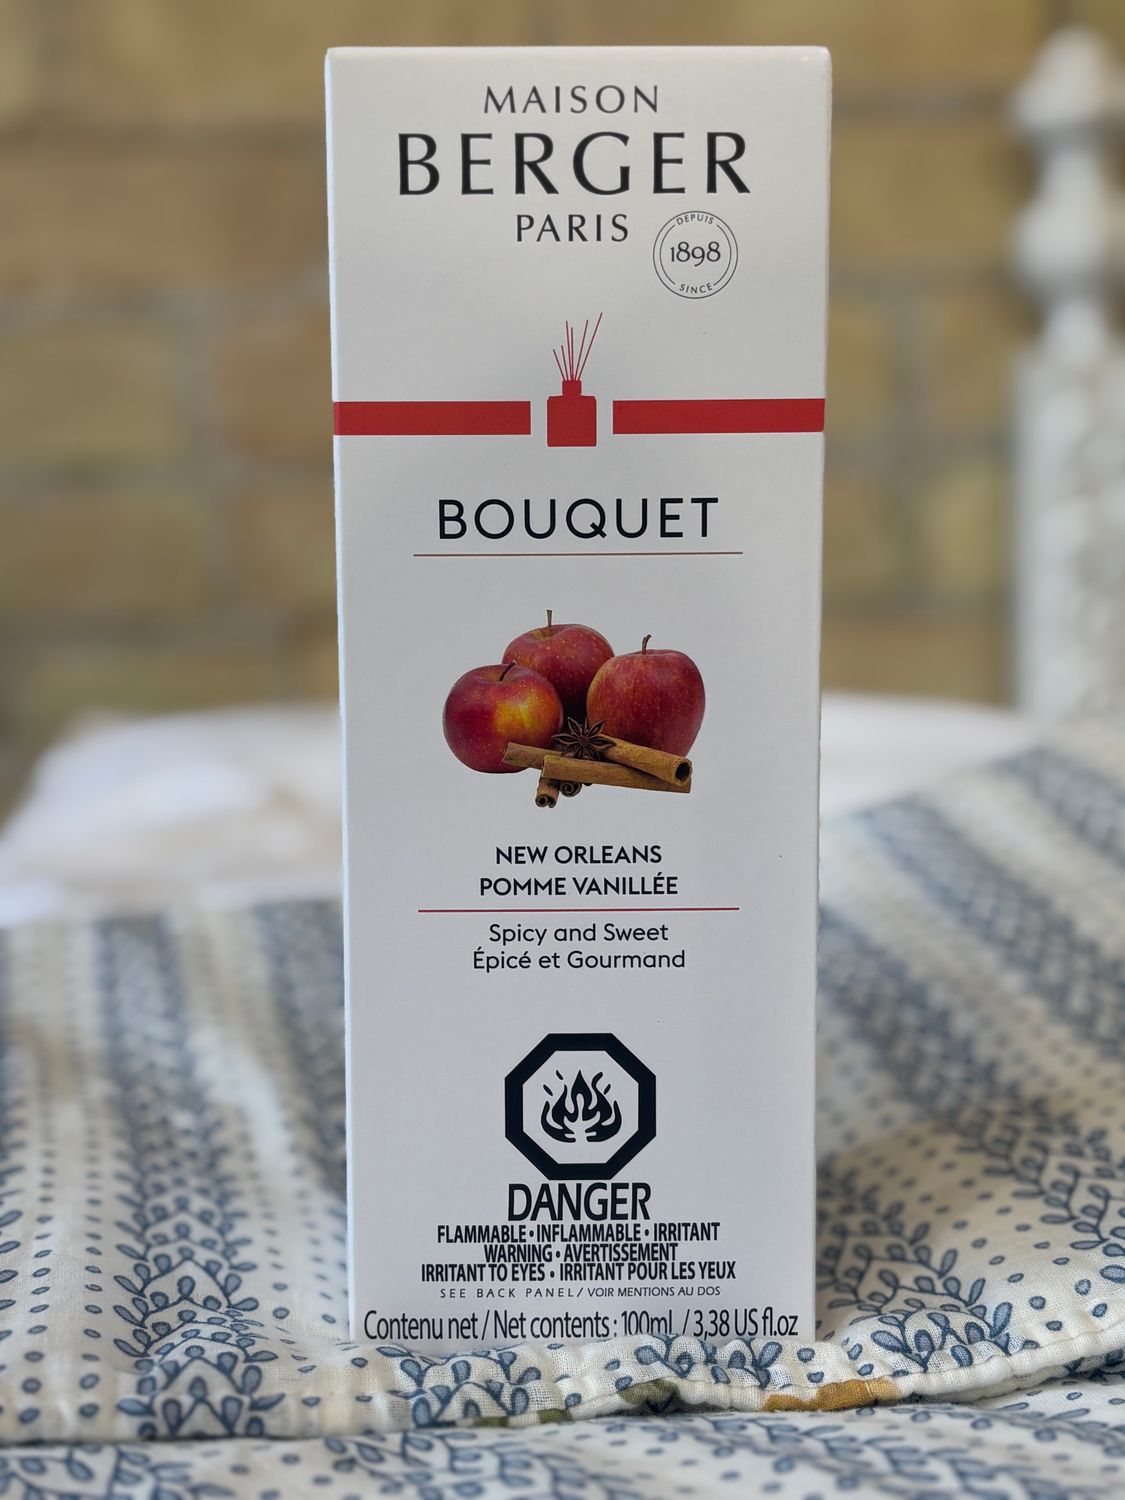 MAISON
BERGER
PARIS
DEPUIS
1898
SINCE
BOUQUET
NEW ORLEANS
POMME VANILLÉE
Spicy and Sweet
Épicé et Gourmand
DANGER
FLAMMABLE • INFLAMMABLE • IRRITANT
WARNING • AVERTISSEMENT
IRRITANT TO EYES • IRRITANT POUR LES YEUX
SEE BACK PANEL / VOIR MENTIONS AU DOS
Contenu net / Net contents : 100mL / 3,38 US fl.oz